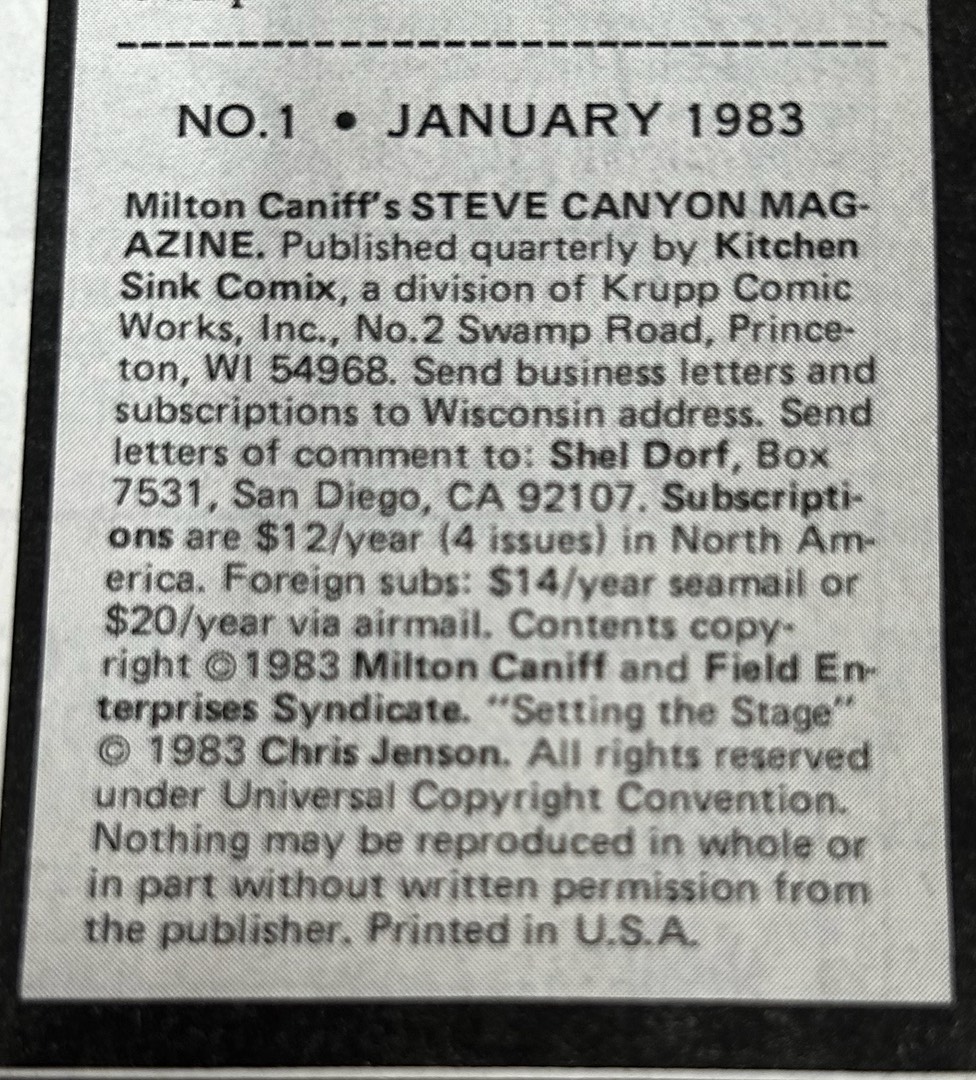 NO.1 • JANUARY 1983
Milton Caniff's STEVE CANYON MAG-
AZINE. Published quarterly by Kitchen
Sink Comix, a division of Krupp Comic
Works, Inc., No.2 Swamp Road, Prince-
ton, WI 54968. Send business letters and
subscriptions to Wisconsin address. Send
letters of comment to: Shel Dorf, Box
7531, San Diego, CA 92107. Subscripti-
ons are $12/year (4 issues) in North Am-
erica. Foreign subs: $14/year seamail or
$20/year via airmail. Contents copy-
right © 1983 Milton Caniff and Field En-
terprises Syndicate. "Setting the Stage"
© 1983 Chris Jenson. All rights reserved
under Universal Copyright Convention.
Nothing may be reproduced in whole or
in part without written permission from
the publisher. Printed in U.S.A.